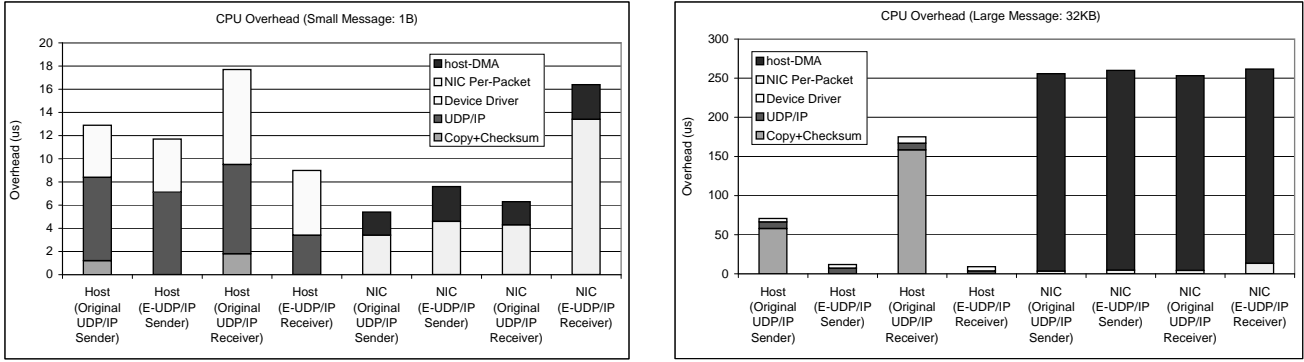 CPU Overhead (Small Message: 1B)
20
18
16
14
12
10
8
6
4
2
0
Overhead (us)
host-DMA
NIC Per-Packet
Device Driver
UDP/IP
Copy+Checksum
Host
(Original
UDP/IP
Sender)
Host
(E-UDP/IP
Sender)
Host
(Original
UDP/IP
Receiver)
Host
(E-UDP/IP
Receiver)
NIC
(Original
UDP/IP
Sender)
NIC
(E-UDP/IP
Sender)
NIC
(Original
UDP/IP
Receiver)
NIC
(E-UDP/IP
Receiver)
CPU Overhead (Large Message: 32KB)
300
250
200
150
100
50
0
Overhead (us)
host-DMA
NIC Per-Packet
Device Driver
UDP/IP
Copy+Checksum
Host
(Original
UDP/IP
Sender)
Host
(E-UDP/IP
Sender)
Host
(Original
UDP/IP
Receiver)
Host
(E-UDP/IP
Receiver)
NIC
(Original
UDP/IP
Sender)
NIC
(E-UDP/IP
Sender)
NIC
(Original
UDP/IP
Receiver)
NIC
(E-UDP/IP
Receiver)